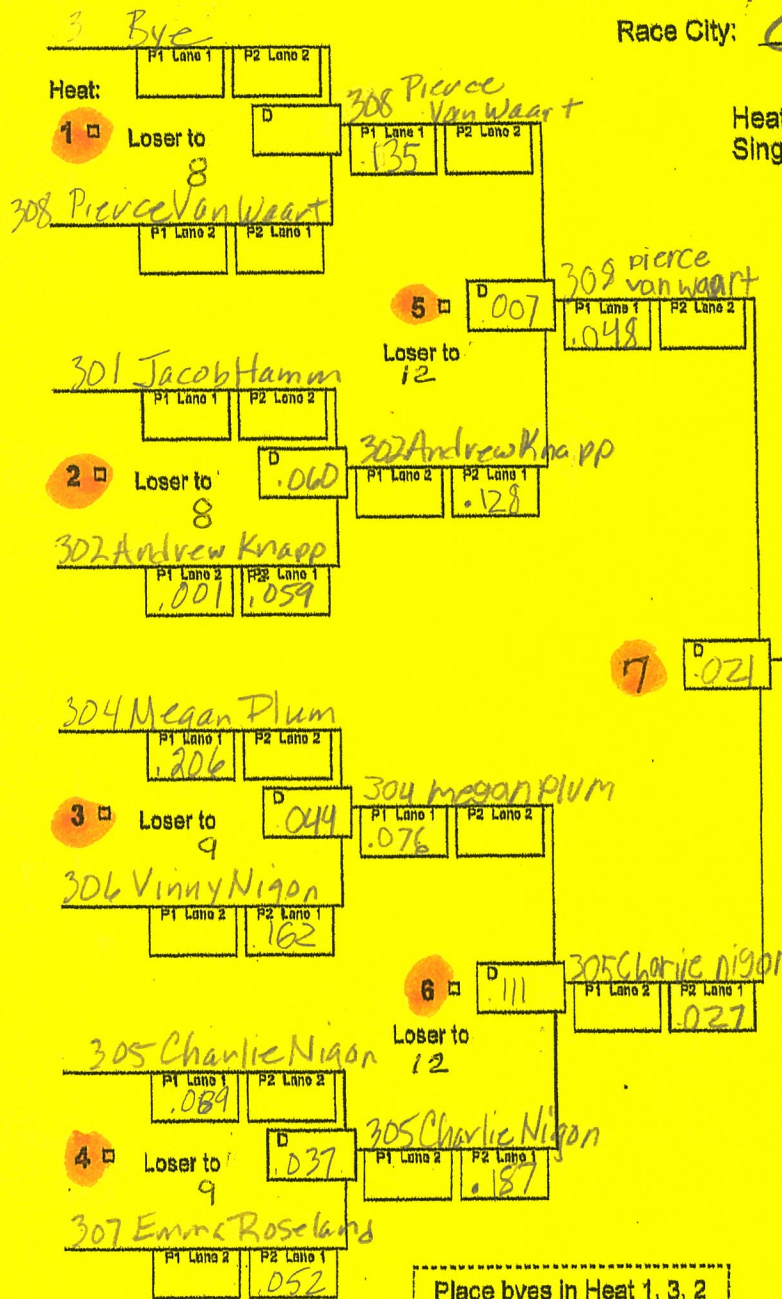 3 Bye
Race City:
P1 Lane 1 P2 Lane 2
Heat:
308 Pierce
Van Waart
D
1 Loser to
8
P1 Lane 1 P2 Lane 2
.135
Heat
Sing
308 Pierce Van Waart
P1 Lane 2 P2 Lane 1
308 pierce
van waart
5 D .007
P1 Lane 1 P2 Lane 2
.048
Loser to
12
301 Jacob Hamm
P1 Lane 1 P2 Lane 2
302 Andrew Knapp
2 Loser to D .060
8
P1 Lane 2 P2 Lane 1
.128
302 Andrew Knapp
P1 Lane 2 P2 Lane 1
.001 .059
7 D .021
304 Megan Plum
P1 Lane 1 P2 Lane 2
.206
304 megan plum
3 Loser to D .044
9
P1 Lane 1 P2 Lane 2
.076
306 Vinny Nigon
P1 Lane 2 P2 Lane 1
162
305 Charlie nigon
6 D .111
P1 Lane 2 P2 Lane 1
.027
Loser to
12
305 Charlie Nigon
P1 Lane 1 P2 Lane 2
305 Charlie Nigon
4 Loser to D .037
9
P1 Lane 2 P2 Lane 1
.187
307 Emma Roseland
P1 Lane 2 P2 Lane 1
.052
Place byes in Heat 1, 3, 2